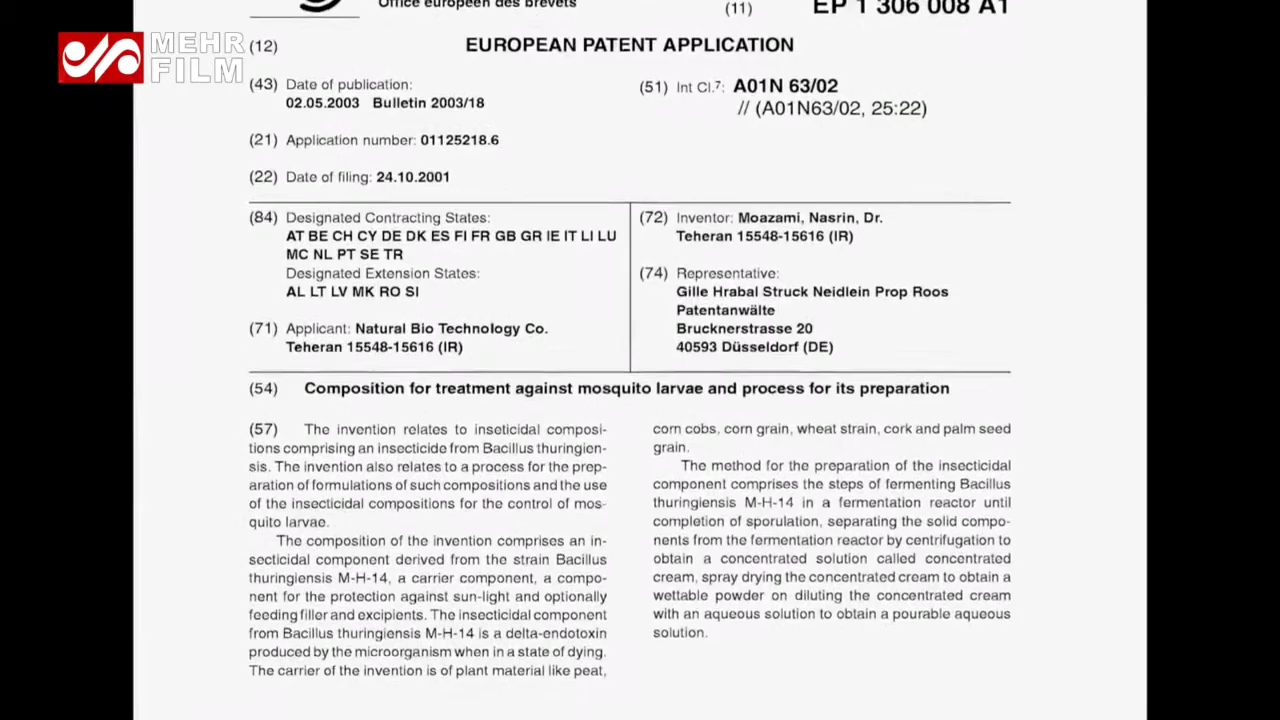 Office européen des brevets
(11) EP 1 306 008 A1
MEHR
FILM
(12) EUROPEAN PATENT APPLICATION
(43) Date of publication:
02.05.2003 Bulletin 2003/18
(51) Int Cl.7: A01N 63/02
// (A01N63/02, 25:22)
(21) Application number: 01125218.6
(22) Date of filing: 24.10.2001
(84) Designated Contracting States:
AT BE CH CY DE DK ES FI FR GB GR IE IT LI LU
MC NL PT SE TR
Designated Extension States:
AL LT LV MK RO SI
(71) Applicant: Natural Bio Technology Co.
Teheran 15548-15616 (IR)
(72) Inventor: Moazami, Nasrin, Dr.
Teheran 15548-15616 (IR)
(74) Representative:
Gille Hrabal Struck Neidlein Prop Roos
Patentanwälte
Brucknerstrasse 20
40593 Düsseldorf (DE)
(54) Composition for treatment against mosquito larvae and process for its preparation
(57) The invention relates to inseticidal composi-
tions comprising an insecticide from Bacillus thuringien-
sis. The invention also relates to a process for the prep-
aration of formulations of such compositions and the use
of the insecticidal compositions for the control of mos-
quito larvae.
The composition of the invention comprises an in-
secticidal component derived from the strain Bacillus
thuringiensis M-H-14, a carrier component, a compo-
nent for the protection against sun-light and optionally
feeding filler and excipients. The insecticidal component
from Bacillus thuringiensis M-H-14 is a delta-endotoxin
produced by the microorganism when in a state of dying.
The carrier of the invention is of plant material like peat,
corn cobs, corn grain, wheat strain, cork and palm seed
grain.
The method for the preparation of the insecticidal
component comprises the steps of fermenting Bacillus
thuringiensis M-H-14 in a fermentation reactor until
completion of sporulation, separating the solid compo-
nents from the fermentation reactor by centrifugation to
obtain a concentrated solution called concentrated
cream, spray drying the concentrated cream to obtain a
wettable powder on diluting the concentrated cream
with an aqueous solution to obtain a pourable aqueous
solution.